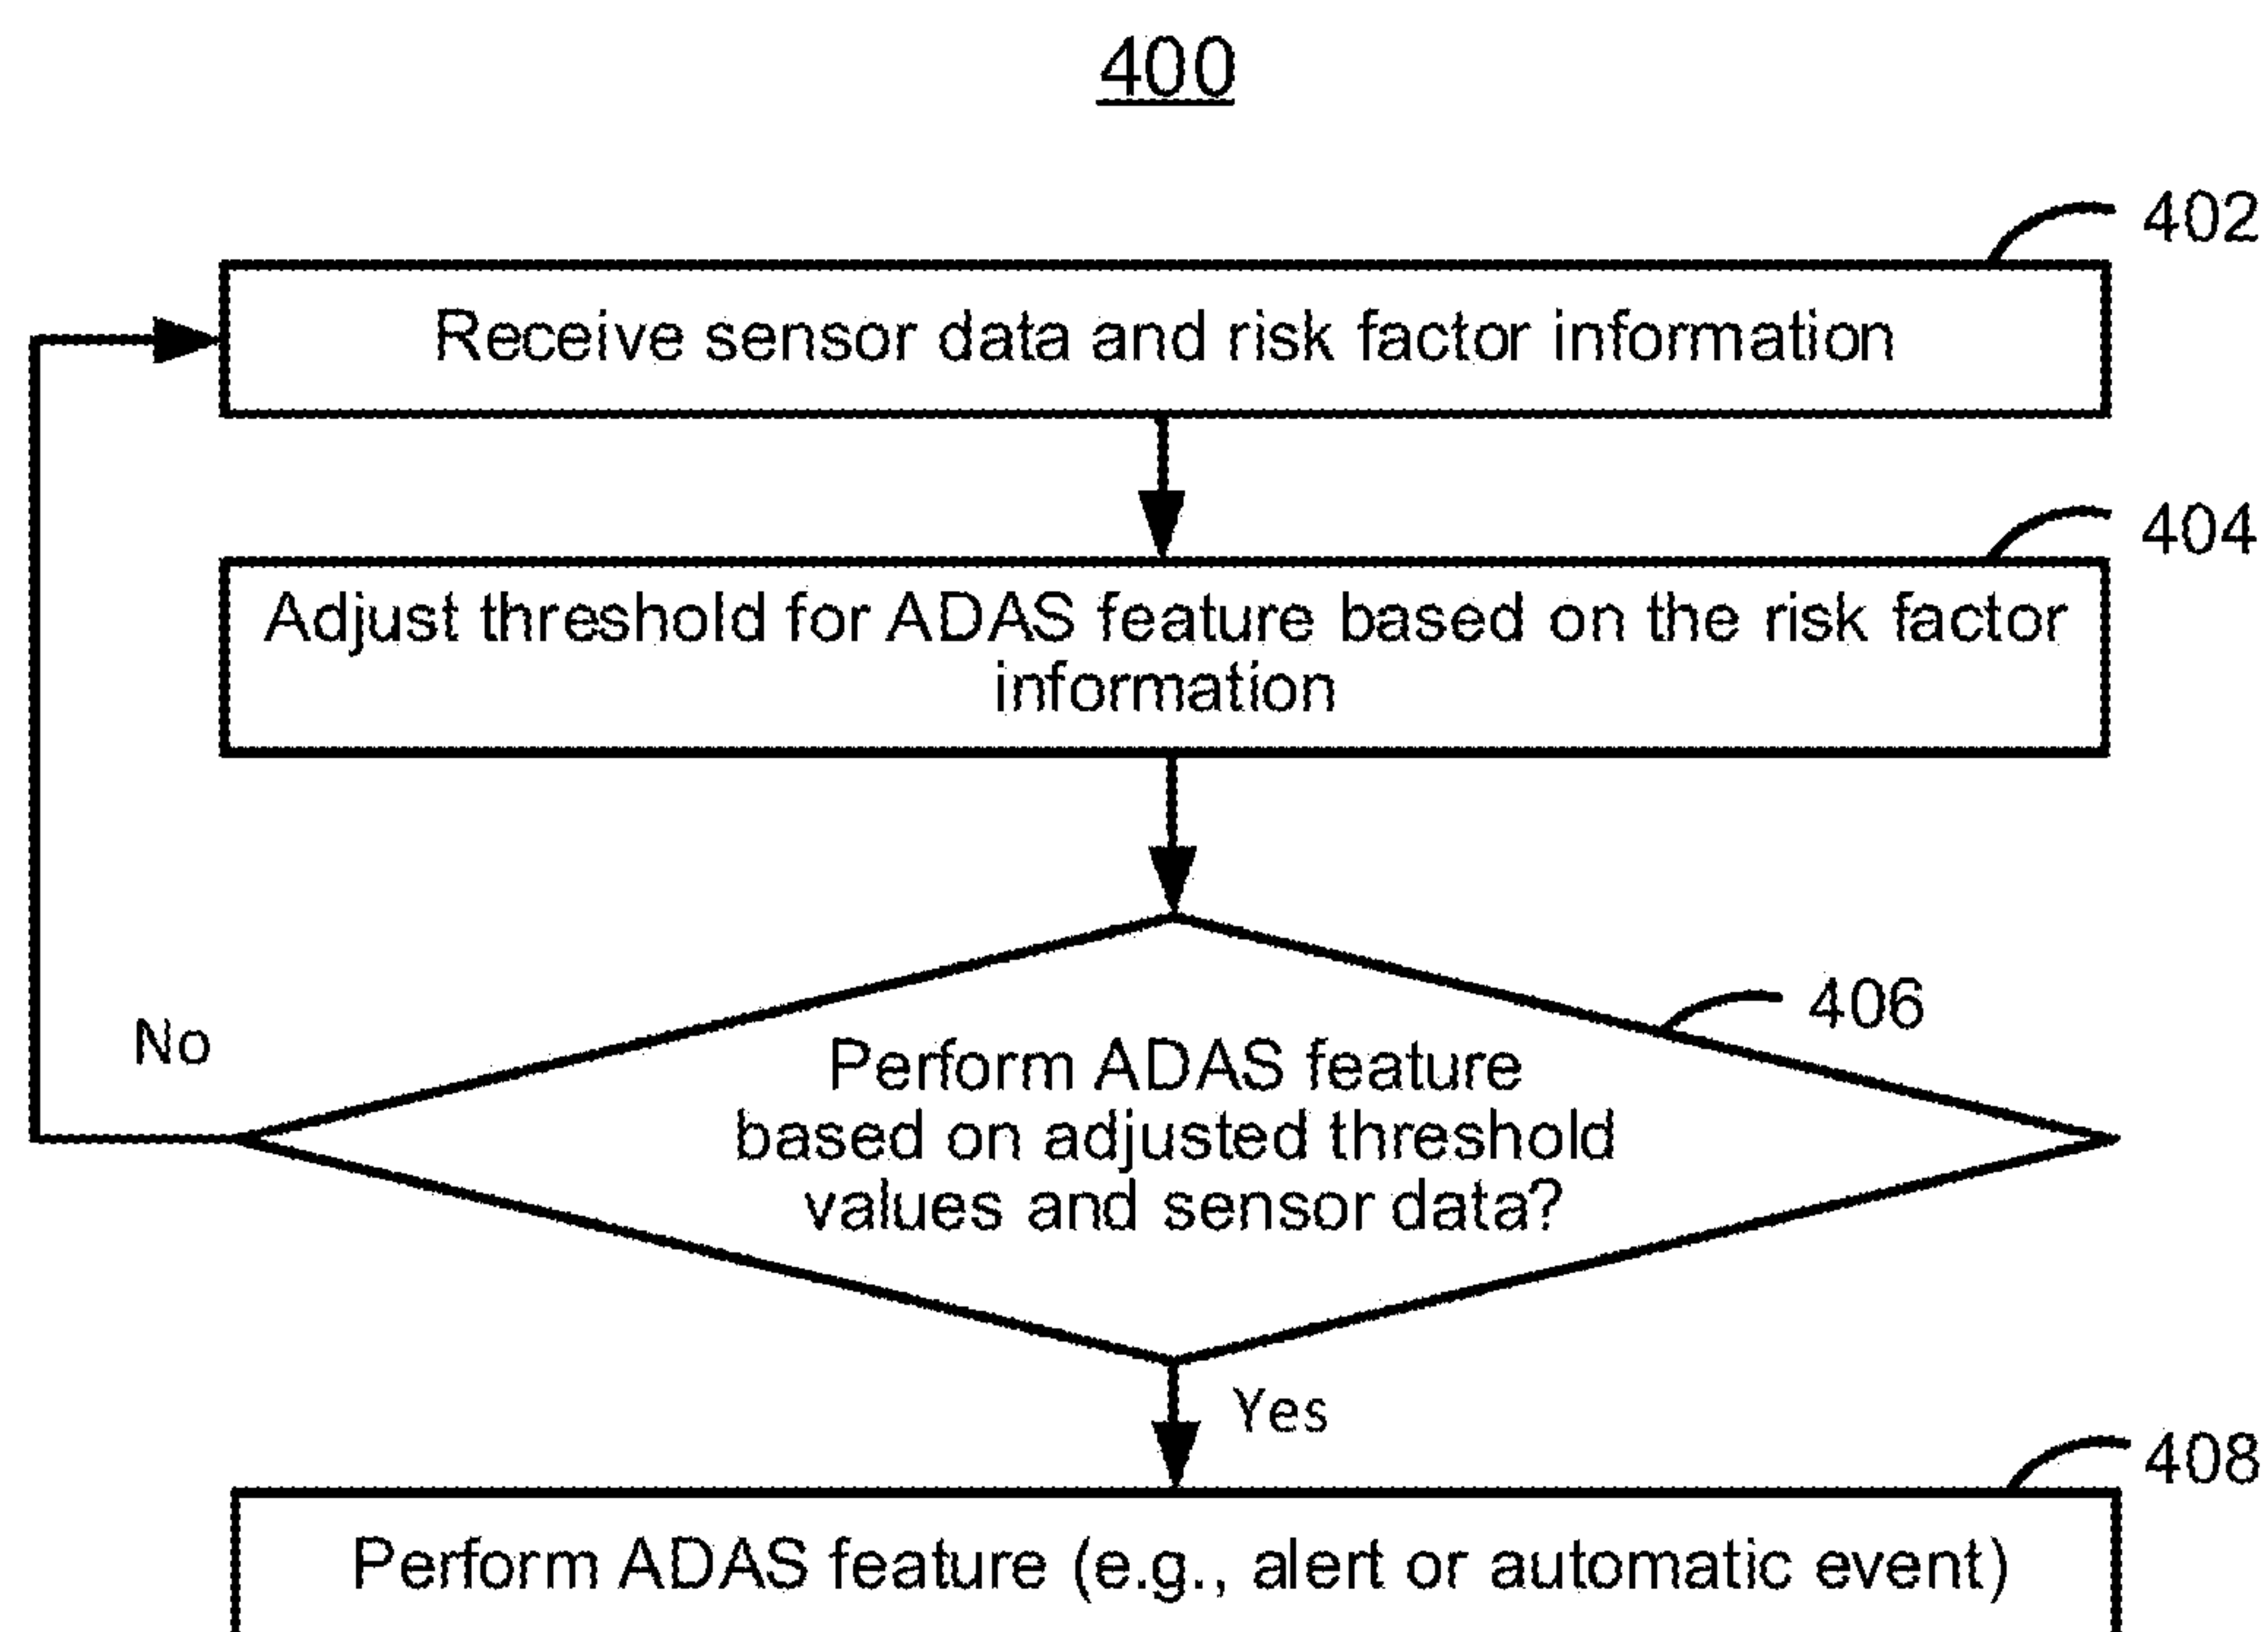 400
402
Receive sensor data and risk factor information
404
Adjust threshold for ADAS feature based on the risk factor
information
406
No
Perform ADAS feature
based on adjusted threshold
values and sensor data?
Yes
408
Perform ADAS feature (e.g., alert or automatic event)